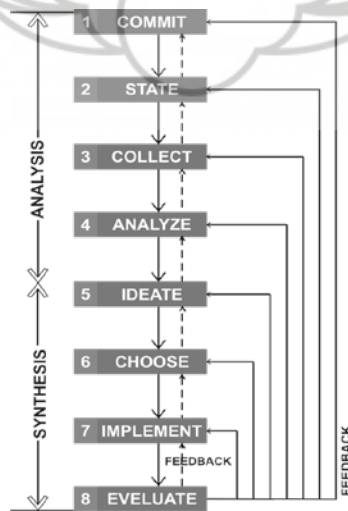 1 COMMIT
2 STATE
3 COLLECT
4 ANALYZE
5 IDEATE
6 CHOOSE
7 IMPLEMENT
8 EVELUATE
ANALYSIS
SYNTHESIS
FEEDBACK
FEEDBACK